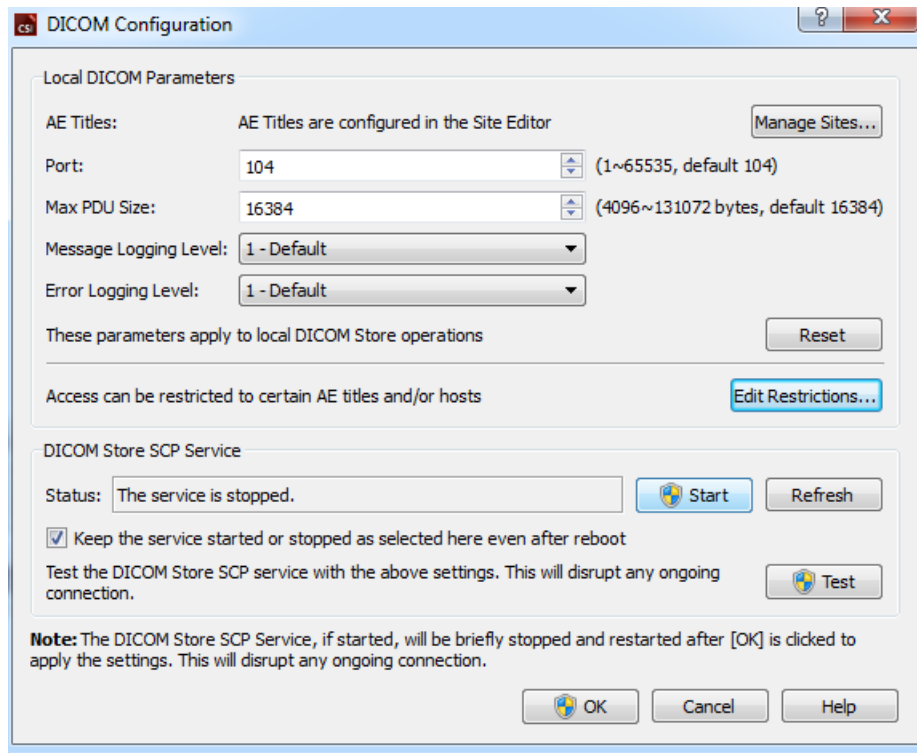 CSI DICOM Configuration
Local DICOM Parameters
AE Titles: AE Titles are configured in the Site Editor Manage Sites...
Port: 104 (1~65535, default 104)
Max PDU Size: 16384 (4096~131072 bytes, default 16384)
Message Logging Level: 1 - Default
Error Logging Level: 1 - Default
These parameters apply to local DICOM Store operations Reset
Access can be restricted to certain AE titles and/or hosts Edit Restrictions...
DICOM Store SCP Service
Status: The service is stopped. Start Refresh
Keep the service started or stopped as selected here even after reboot
Test the DICOM Store SCP service with the above settings. This will disrupt any ongoing
connection. Test
Note: The DICOM Store SCP Service, if started, will be briefly stopped and restarted after [OK] is clicked to
apply the settings. This will disrupt any ongoing connection.
OK Cancel Help